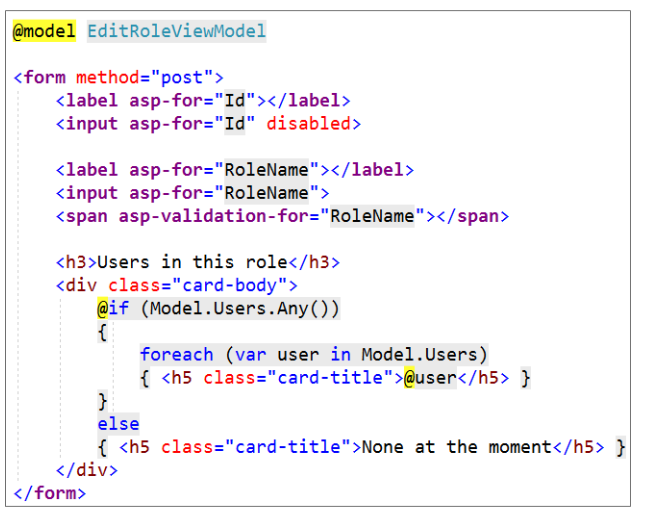 @model EditRoleViewModel
<form method="post">
<label asp-for="Id"></label>
<input asp-for="Id" disabled>
<label asp-for="RoleName"></label>
<input asp-for="RoleName">
<span asp-validation-for="RoleName"></span>
<h3>Users in this role</h3>
<div class="card-body">
@if (Model.Users.Any())
{
foreach (var user in Model.Users)
{ <h5 class="card-title">@user</h5> }
}
else
{ <h5 class="card-title">None at the moment</h5> }
</div>
</form>